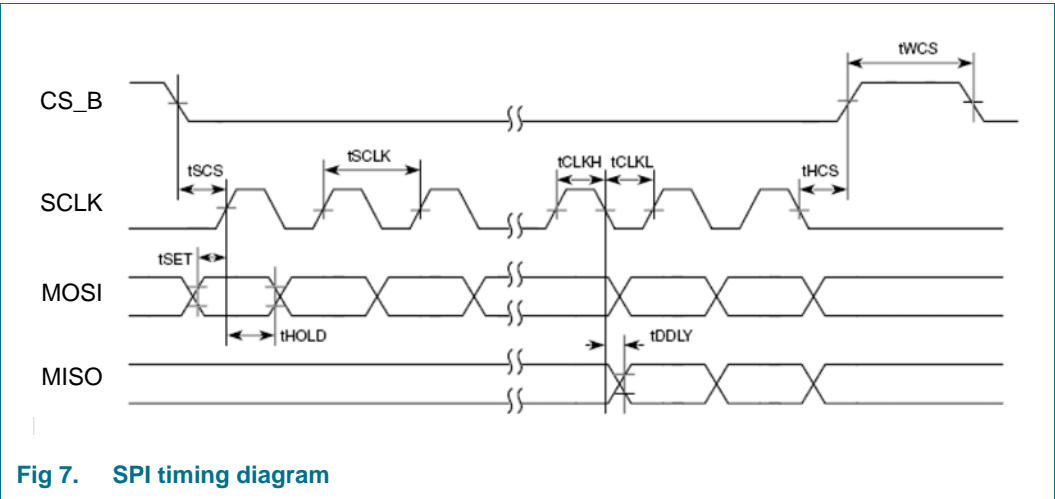 tWCS
CS_B
tSCS
tSCLK
tCLKH
tCLKL
tHCS
SCLK
tSET
MOSI
tHOLD
tDDLY
MISO
Fig 7. SPI timing diagram